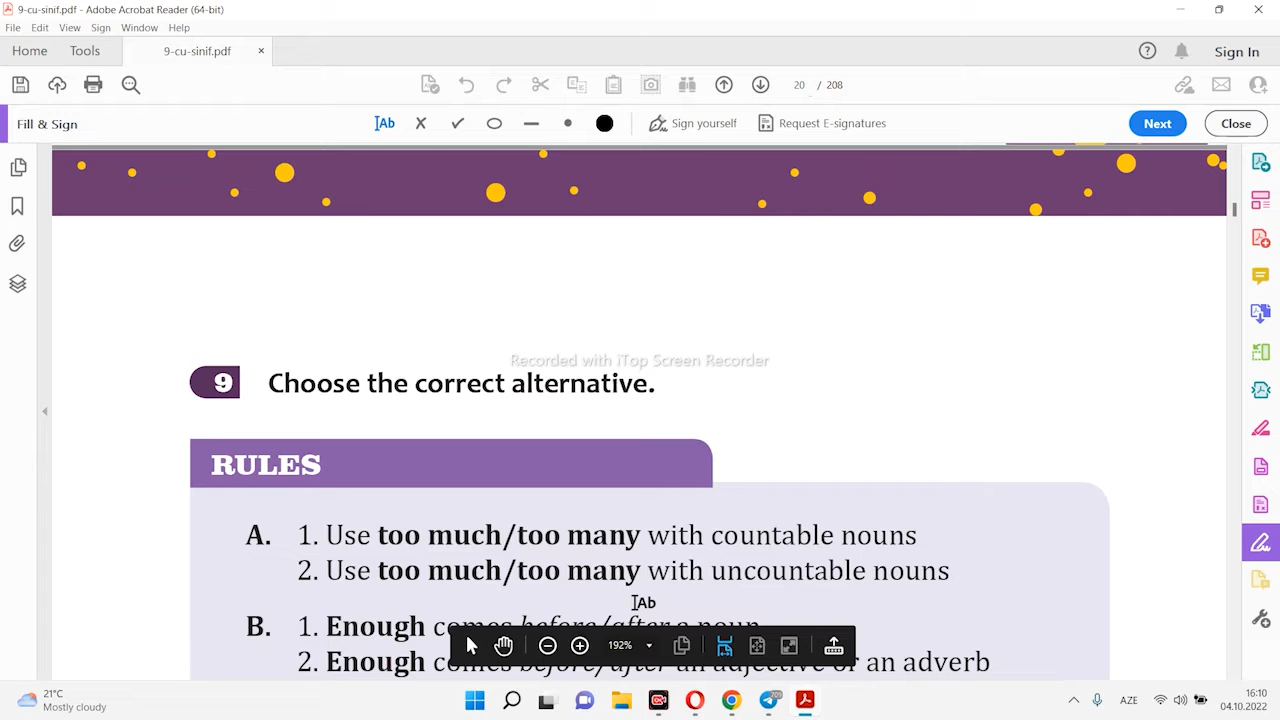 9-cu-sinif.pdf - Adobe Acrobat Reader (64-bit)
File Edit View Sign Window Help
Home Tools 9-cu-sinif.pdf × Sign In
20 / 208
Fill & Sign Ab Sign yourself Request E-signatures Next Close
Recorded with iTop Screen Recorder
9 Choose the correct alternative.
RULES
A. 1. Use too much/too many with countable nouns
2. Use too much/too many with uncountable nouns
Ab
B. 1. Enough comes before/after a noun
192%
2. Enough comes before/after an adjective or an adverb
21°C
Mostly cloudy
709
AZE
16:10
04.10.2022